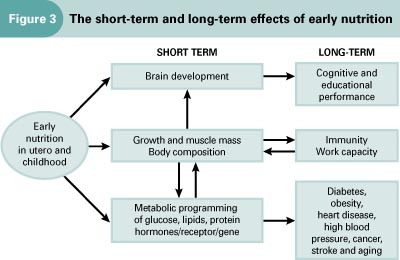 Figure 3 The short-term and long-term effects of early nutrition
SHORT TERM
LONG-TERM
Brain development
Cognitive and
educational
performance
Early
nutrition
in utero and
childhood
Growth and muscle mass
Body composition
Immunity
Work capacity
Metabolic programming
of glucose, lipids, protein
hormones/receptor/gene
Diabetes,
obesity,
heart disease,
high blood
pressure, cancer,
stroke and aging